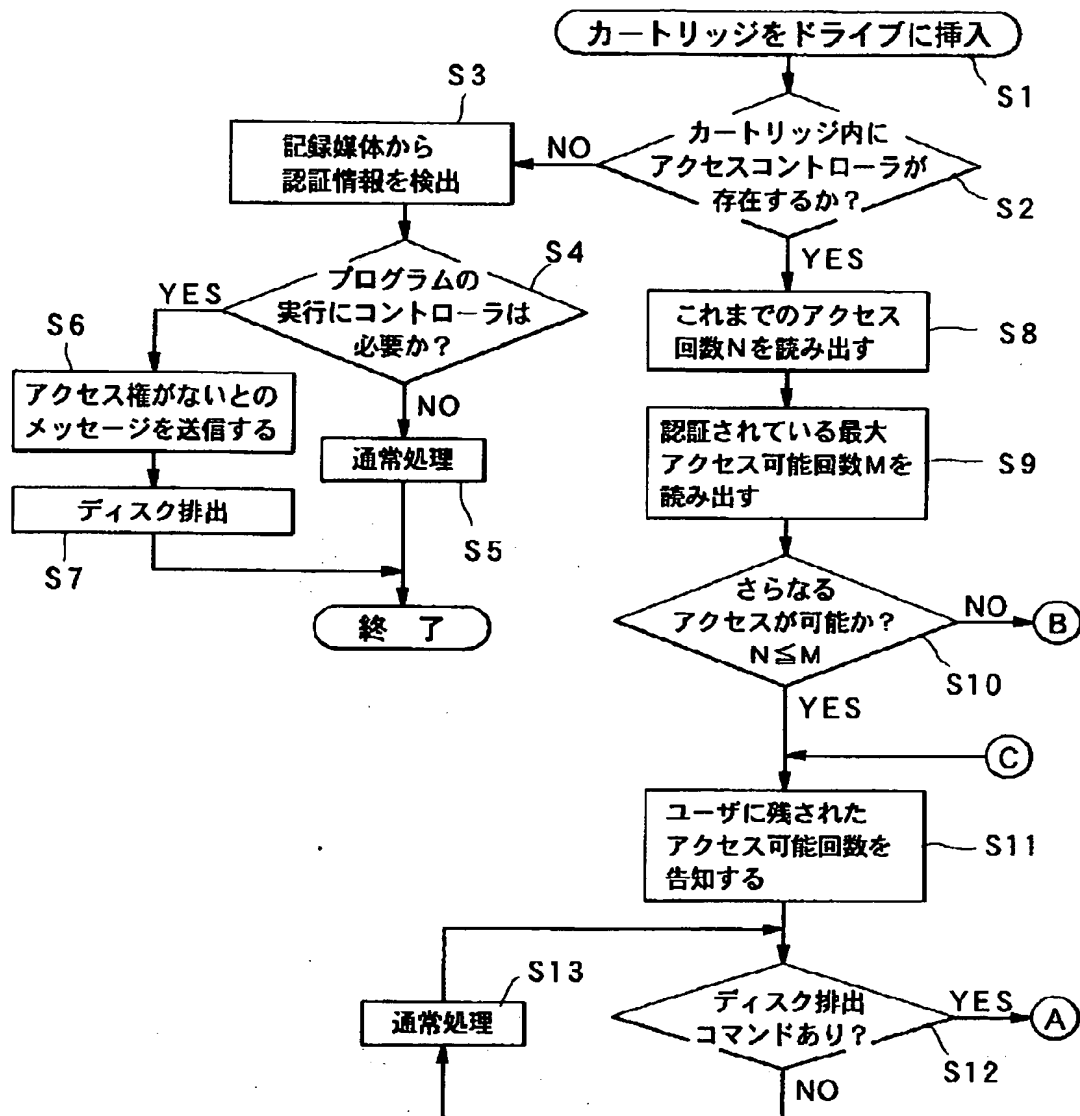 カートリッジをドライブに挿入
S1
カートリッジ内に
アクセスコントローラが
存在するか？
S2
NO
YES
S3
記録媒体から
認証情報を検出
S4
プログラムの
実行にコントローラは
必要か？
YES
NO
S6
アクセス権がないとの
メッセージを送信する
ディスク排出
S7
通常処理
S5
終了
これまでのアクセス
回数Nを読み出す
S8
認証されている最大
アクセス可能回数Mを
読み出す
S9
さらなる
アクセスが可能か？
N≦M
S10
NO
B
YES
C
ユーザに残された
アクセス可能回数を
告知する
S11
S13
通常処理
ディスク排出
コマンドあり？
S12
YES
A
NO